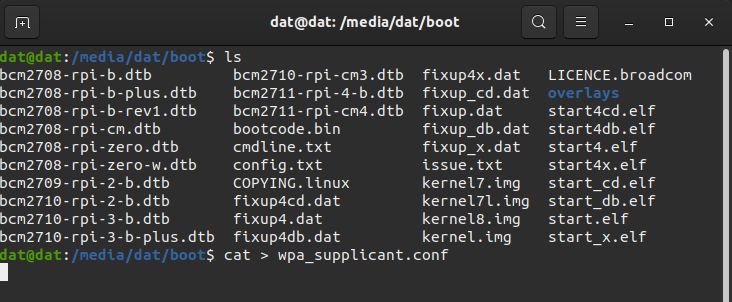 dat@dat: /media/dat/boot
dat@dat:/media/dat/boot$ ls
bcm2708-rpi-b.dtb bcm2710-rpi-cm3.dtb fixup4x.dat LICENCE.broadcom
bcm2708-rpi-b-plus.dtb bcm2711-rpi-4-b.dtb fixup_cd.dat overlays
bcm2708-rpi-b-rev1.dtb bcm2711-rpi-cm4.dtb fixup.dat start4cd.elf
bcm2708-rpi-cm.dtb bootcode.bin fixup_db.dat start4db.elf
bcm2708-rpi-zero.dtb cmdline.txt fixup_x.dat start4.elf
bcm2708-rpi-zero-w.dtb config.txt issue.txt start4x.elf
bcm2709-rpi-2-b.dtb COPYING.linux kernel7.img start_cd.elf
bcm2710-rpi-2-b.dtb fixup4cd.dat kernel7l.img start_db.elf
bcm2710-rpi-3-b.dtb fixup4.dat kernel8.img start.elf
bcm2710-rpi-3-b-plus.dtb fixup4db.dat kernel.img start_x.elf
dat@dat:/media/dat/boot$ cat > wpa_supplicant.conf